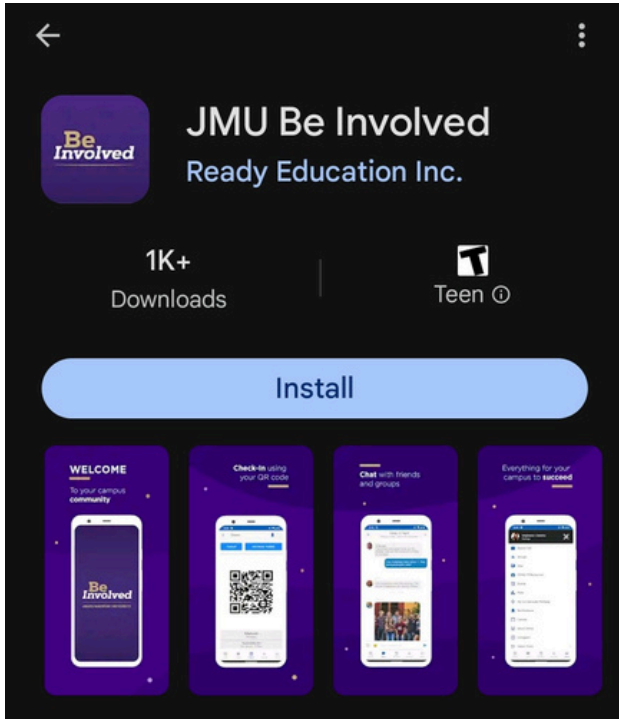 JMU Be Involved
Ready Education Inc.
Be
Involved
1K+
Downloads
T
Teen
Install
WELCOME
To your campus
community
Be
Involved
Check-In using
your QR code
Chat with friends
and groups
Everything for your
campus to succeed